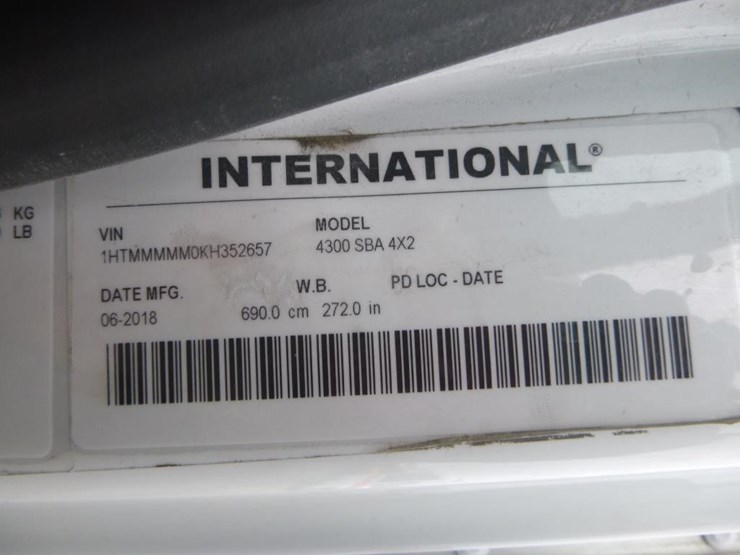 INTERNATIONAL®
KG
LB
VIN
MODEL
1HTMMMMM0KH352657
4300 SBA 4X2
DATE MFG.
W.B.
PD LOC - DATE
06-2018
690.0 cm 272.0 in